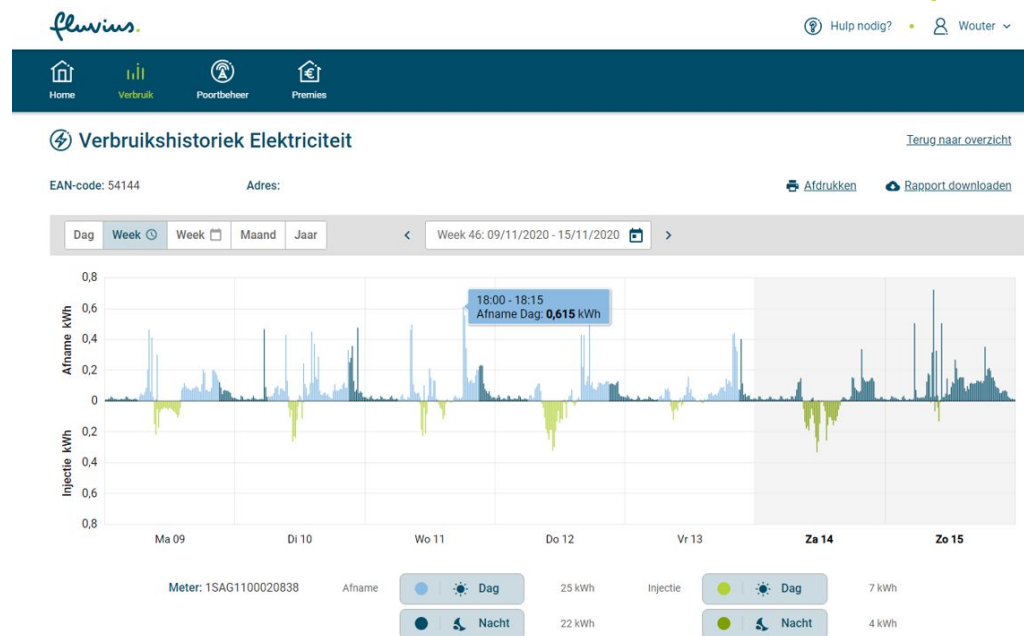 fluvius.
Hulp nodig? • Wouter
Home Verbruik Poortbeheer Premies
Verbruikshistoriek Elektriciteit
Terug naar overzicht
EAN-code: 54144 Adres: Afdrukken Rapport downloaden
Dag Week Week Maand Jaar < Week 46: 09/11/2020 - 15/11/2020 >
0,8
0,6
0,4
0,2
0
0,2
0,4
0,6
0,8
Afname kWh
Injectie kWh
18:00 - 18:15
Afname Dag: 0,615 kWh
Ma 09 Di 10 Wo 11 Do 12 Vr 13 Za 14 Zo 15
Meter: 1SAG1100020838 Afname Dag 25 kWh Injectie Dag 7 kWh
Nacht 22 kWh Nacht 4 kWh